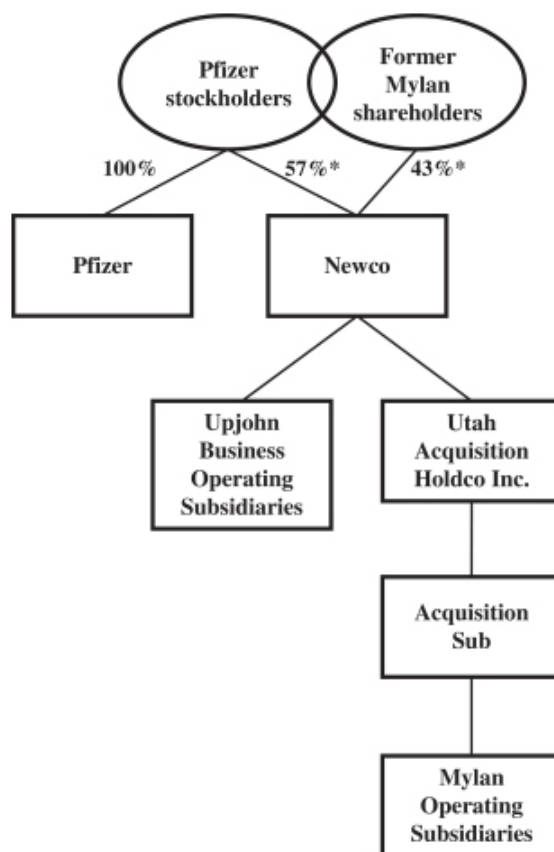 Pfizer
stockholders
Former
Mylan
shareholders
100%
57%*
43%*
Pfizer
Newco
Upjohn
Business
Operating
Subsidiaries
Utah
Acquisition
Holdco Inc.
Acquisition
Sub
Mylan
Operating
Subsidiaries